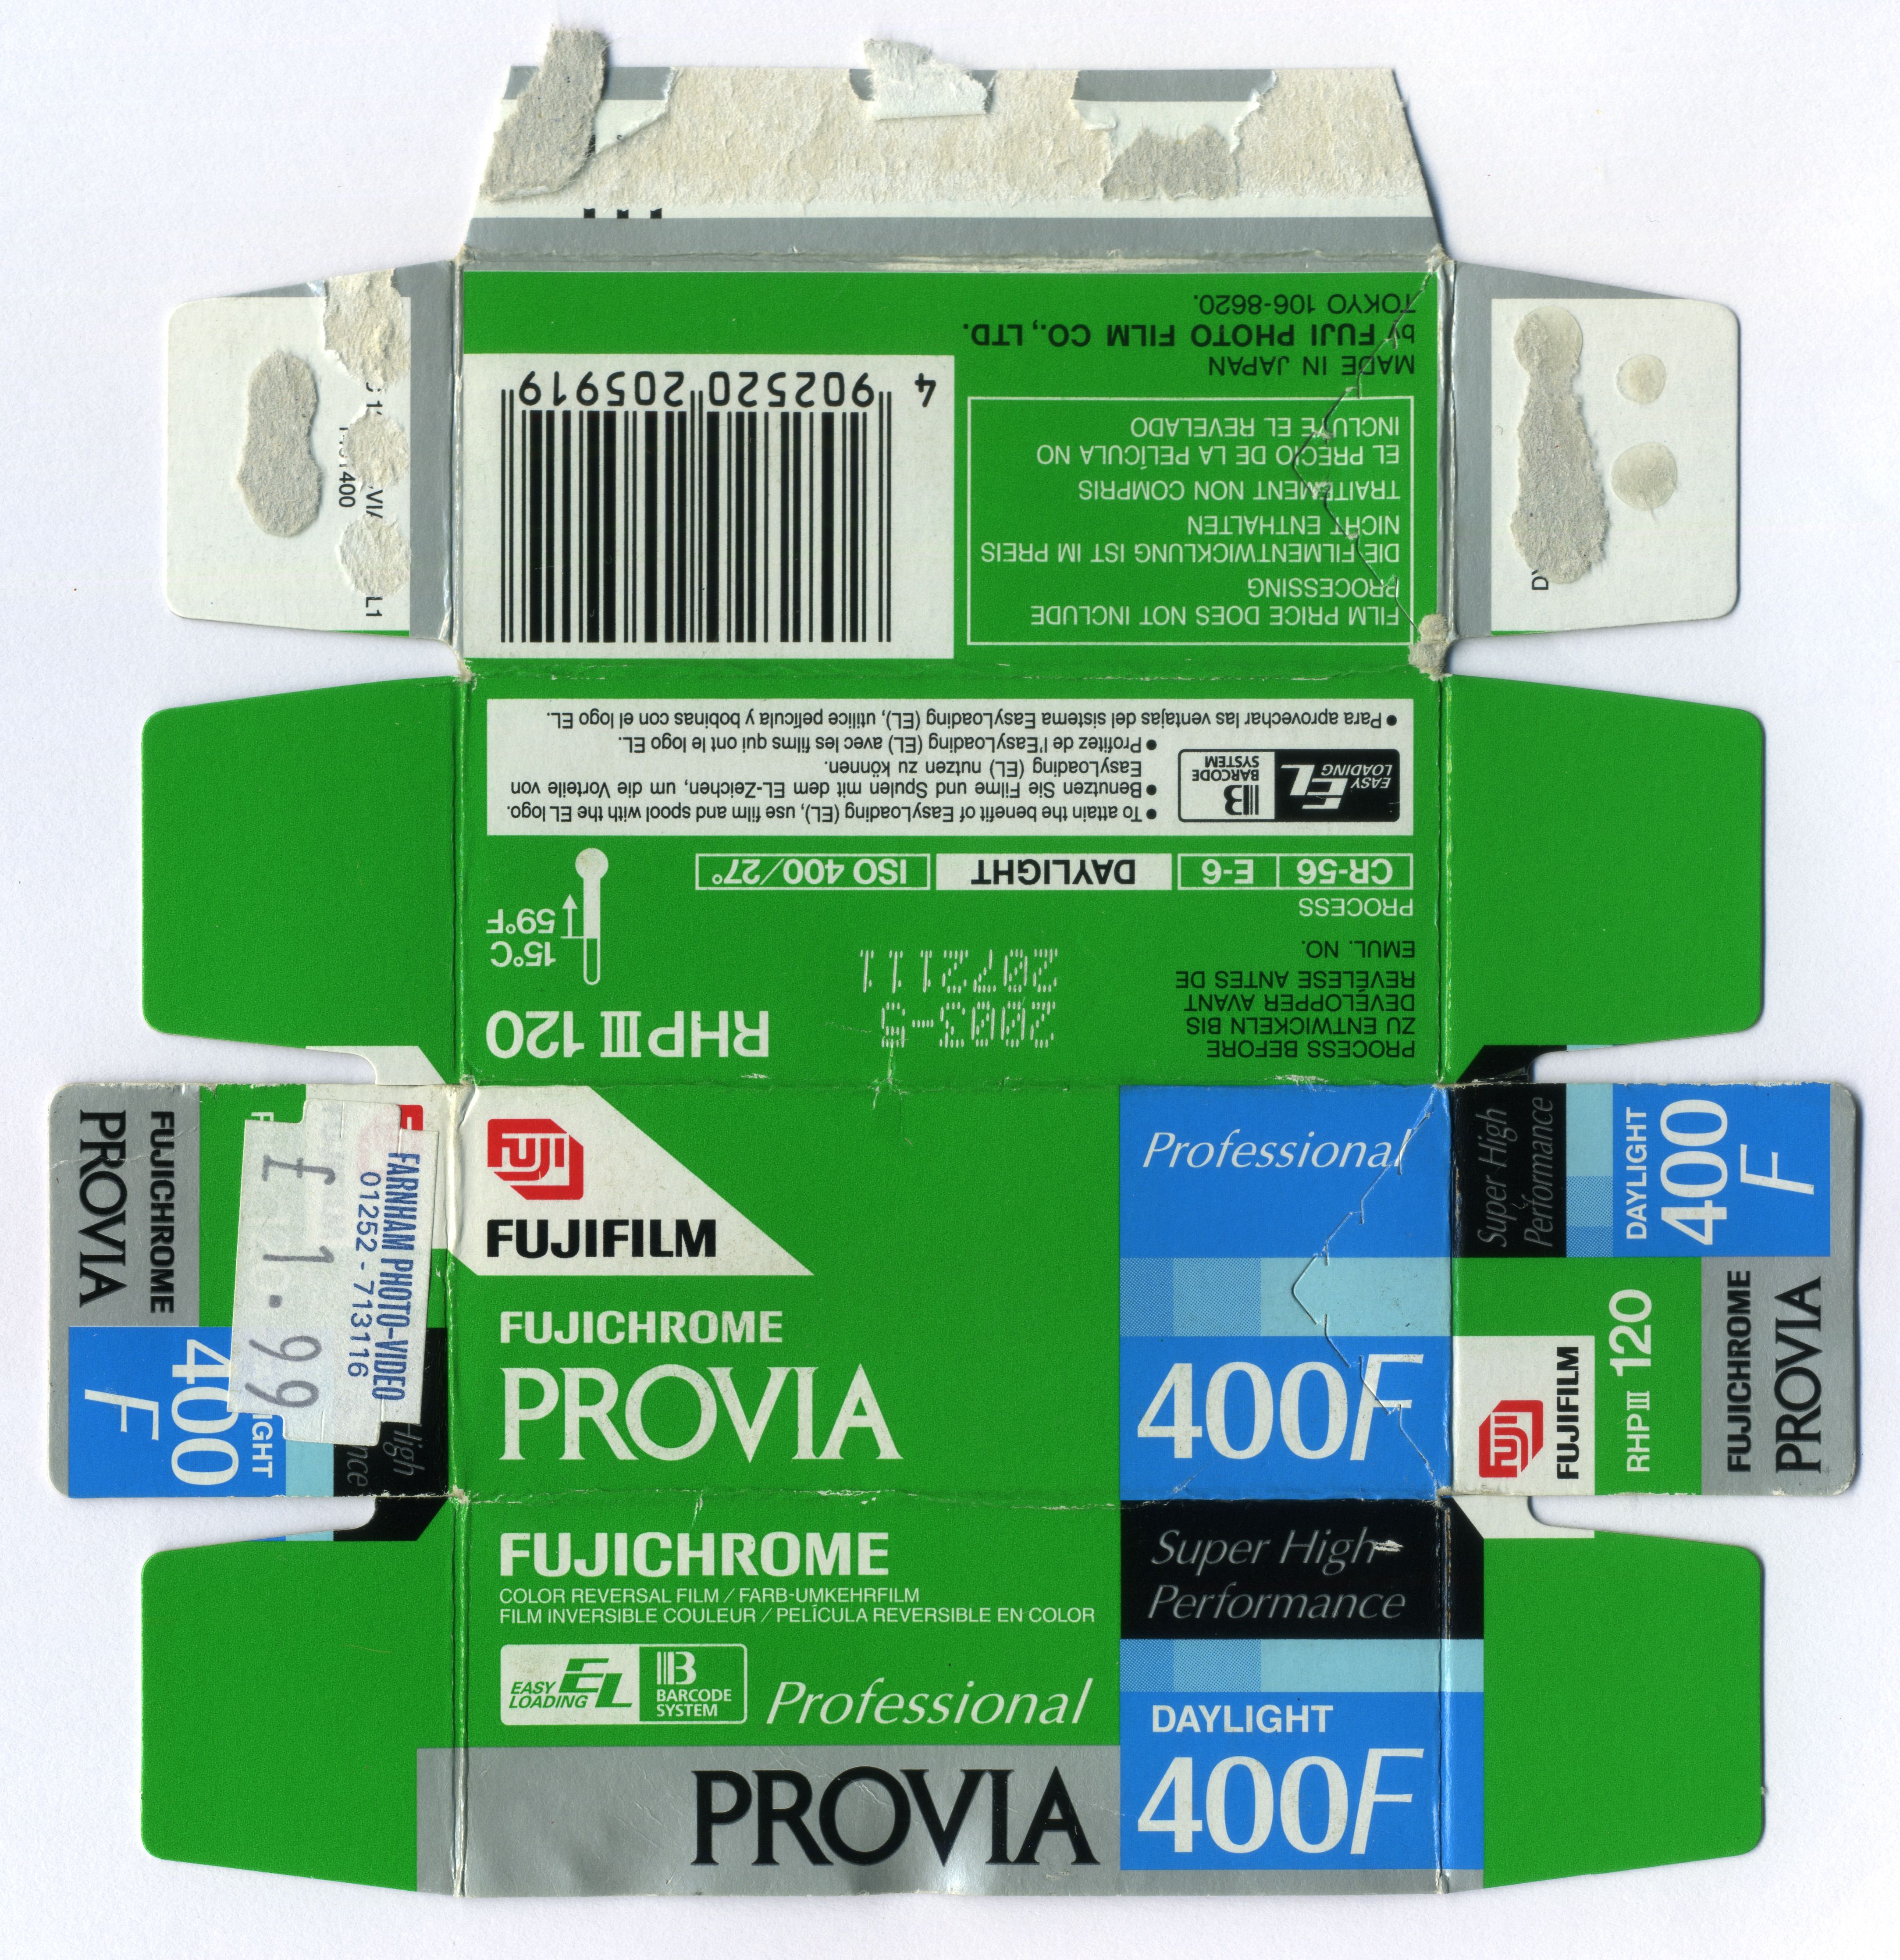 MADE IN JAPAN
by FUJI PHOTO FILM CO., LTD.
TOKYO 106-8620.
FILM PRICE DOES NOT INCLUDE
PROCESSING
DIE FILMENTWICKLUNG IST IM PREIS
NICHT ENTHALTEN
TRAITEMENT NON COMPRIS
EL PRECIO DE LA PELÍCULA NO
INCLUYE EL REVELADO
4 902520 205919
400
L1
PROCESS BEFORE
ZU ENTWICKELN BIS
DEVÉLOPPER AVANT
REVÉLESE ANTES DE
EMUL. NO.
2003-5
2072111
RHP III 120
15°C
59°F
PROCESS
CR-56 E-6 DAYLIGHT ISO 400/27°
EASY LOADING EL
B BARCODE SYSTEM
• To attain the benefit of EasyLoading (EL), use film and spool with the EL logo.
• Benutzen Sie Filme und Spulen mit dem EL-Zeichen, um die Vorteile von
EasyLoading (EL) nutzen zu können.
• Profitez de l'EasyLoading (EL) avec les films qui ont le logo EL.
• Para aprovechar las ventajas del sistema EasyLoading (EL), utilice película y bobinas con el logo EL.
FUJICHROME
PROVIA
400
F
FARNHAM PHOTO-VIDEO
01252 - 713116
£ 1.99
IGHT
High
nce
FUJI
FUJIFILM
FUJICHROME
PROVIA
Professional
400F
Super High
Performance
DAYLIGHT
400
F
FUJI
FUJIFILM
RHP III 120
FUJICHROME
PROVIA
FUJICHROME
COLOR REVERSAL FILM / FARB-UMKEHRFILM
FILM INVERSIBLE COULEUR / PELÍCULA REVERSIBLE EN COLOR
EASY LOADING EL
B BARCODE SYSTEM
Professional
PROVIA
Super High
Performance
DAYLIGHT
400F